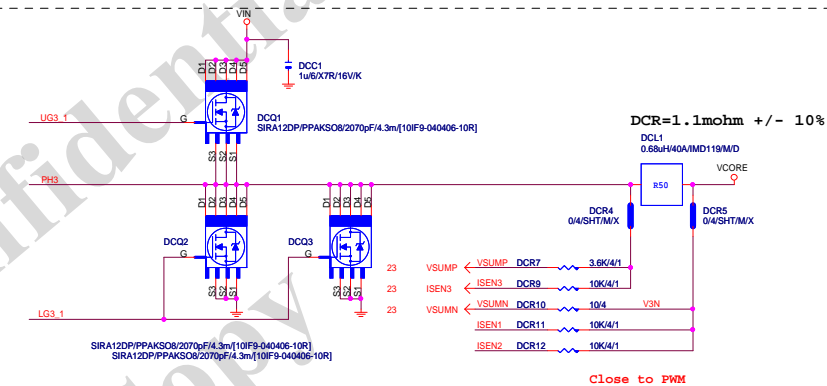 VIN
D1
D2
D3
D4
D5
DCC1
1u/6/X7R/16V/K
UG3_1
G
DCQ1
SIRA12DP/PPAKSO8/2070pF/4.3m/[10IF9-040406-10R]
S3
S2
S1
DCR=1.1mohm +/- 10%
DCL1
0.68uH/40A/IMD119/M/D
VCORE
R50
PH3
D1
D2
D3
D4
D5
D1
D2
D3
D4
D5
DCR4
0/4/SHT/M/X
DCR5
0/4/SHT/M/X
DCQ2
G
DCQ3
G
S3
S2
S1
S3
S2
S1
23 VSUMP VSUMP DCR7 3.6K/4/1
23 ISEN3 ISEN3 DCR9 10K/4/1
23 VSUMN VSUMN DCR10 10/4 V3N
ISEN1 DCR11 10K/4/1
ISEN2 DCR12 10K/4/1
LG3_1
SIRA12DP/PPAKSO8/2070pF/4.3m/[10IF9-040406-10R]
SIRA12DP/PPAKSO8/2070pF/4.3m/[10IF9-040406-10R]
Close to PWM